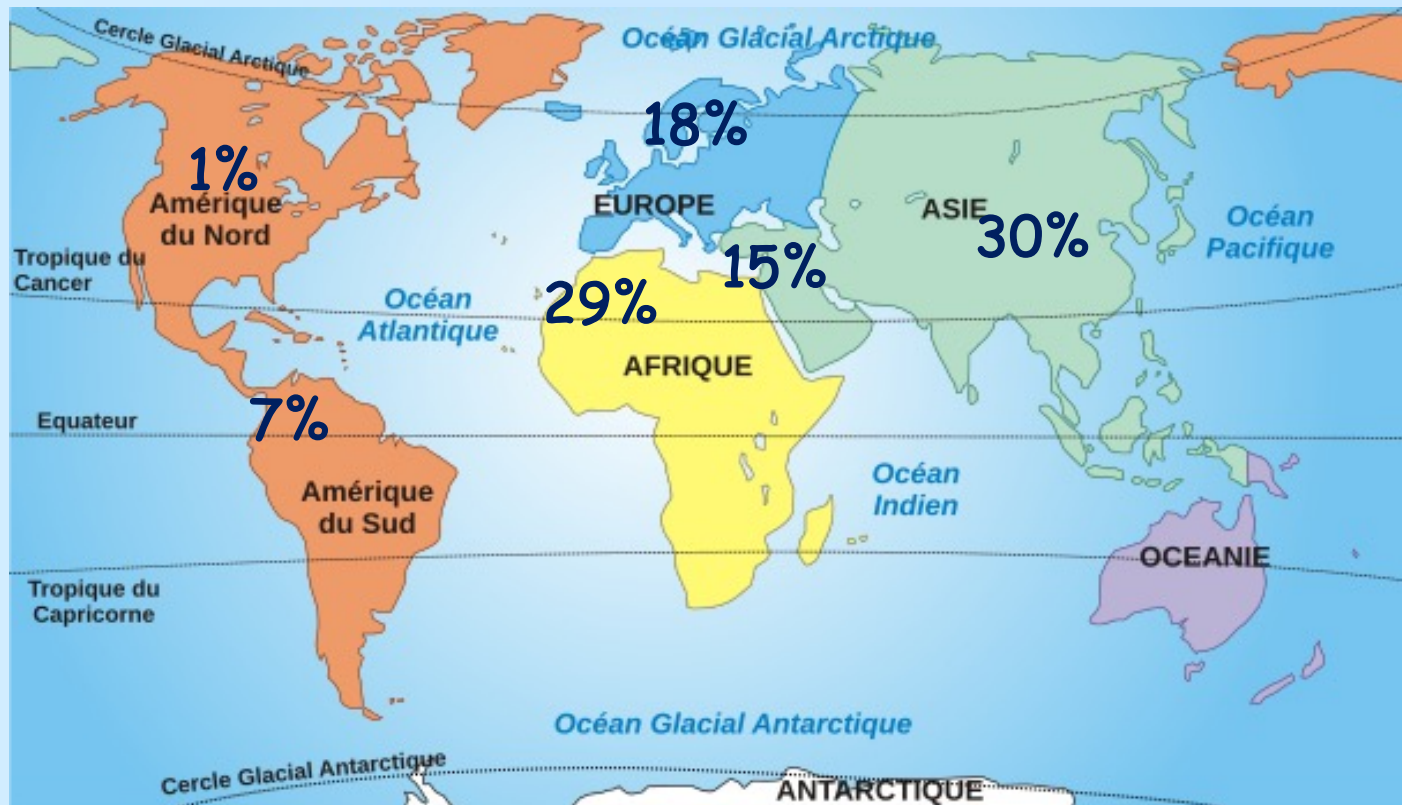 Cercle Glacial Arctique
Océan Glacial Arctique
18%
1%
Amérique
du Nord
EUROPE
ASIE
30%
Océan
Pacifique
Tropique du
Cancer
15%
29%
Océan
Atlantique
AFRIQUE
7%
Equateur
Amérique
du Sud
Océan
Indien
OCEANIE
Tropique du
Capricorne
Océan Glacial Antarctique
Cercle Glacial Antarctique
ANTARCTIQUE